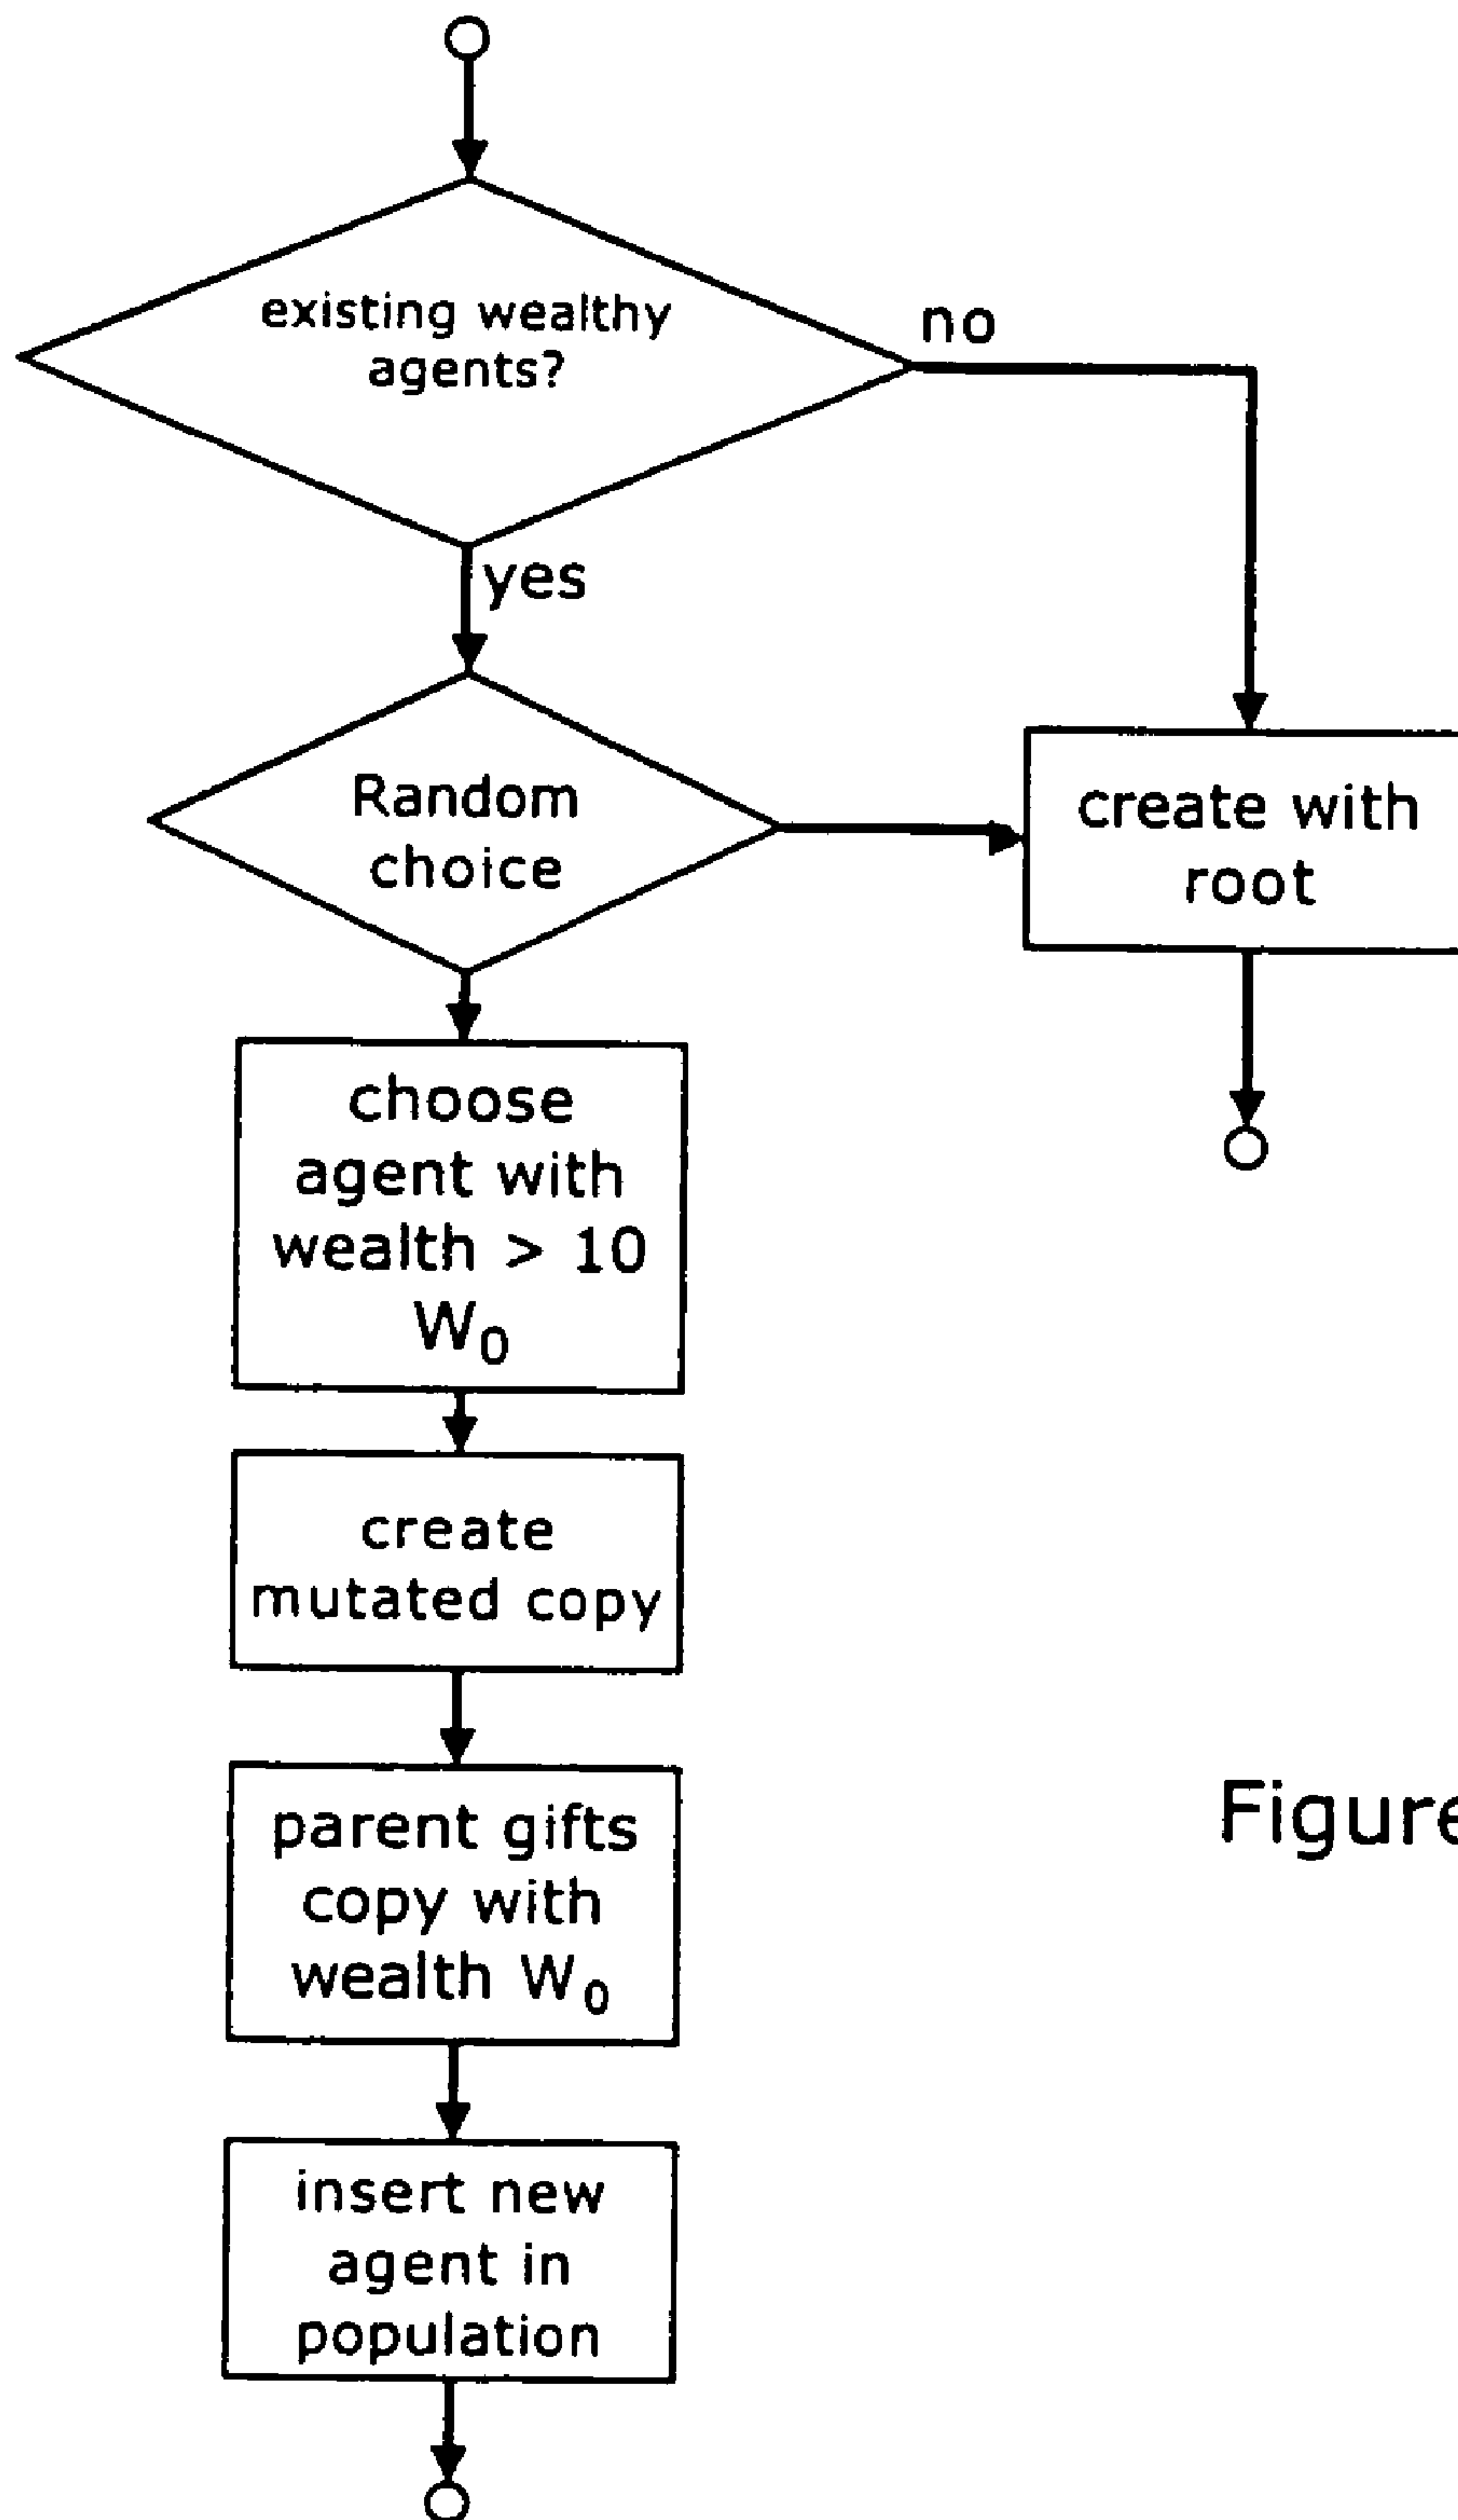 existing wealthy
agents?
no
yes
Random
choice
create with
root
choose
agent with
wealth > 10
W₀
create
mutated copy
parent gifts
copy with
wealth W₀
Figure
insert new
agent in
population